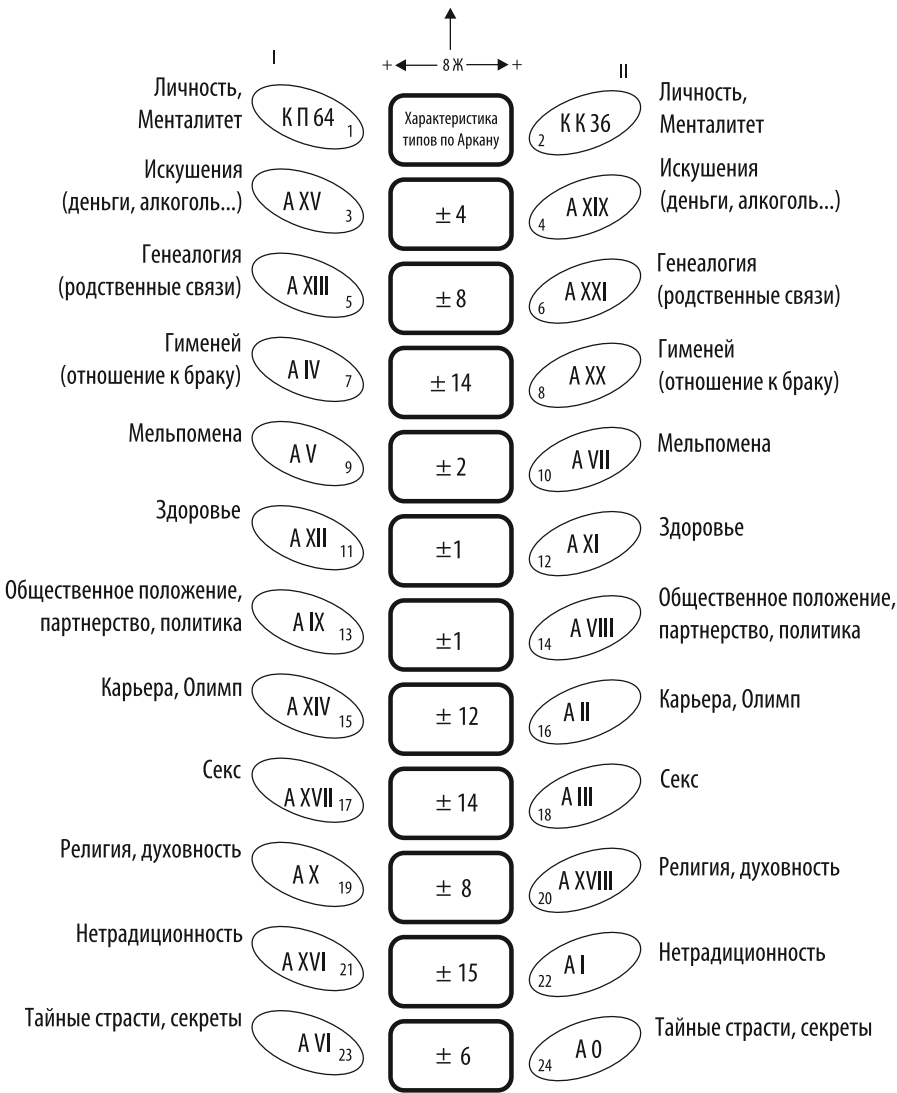 I
+ 8 Ж +
II
Личность,
Менталитет
К П 64 1
Характеристика
типов по Аркану
2 К К 36
Личность,
Менталитет
Искушения
(деньги, алкоголь...)
А XV 3
± 4
4 А XIX
Искушения
(деньги, алкоголь...)
Генеалогия
(родственные связи)
А XIII 5
± 8
6 А XXI
Генеалогия
(родственные связи)
Гименей
(отношение к браку)
А IV 7
± 14
8 А XX
Гименей
(отношение к браку)
Мельпомена
А V 9
± 2
10 А VII
Мельпомена
Здоровье
А XII 11
±1
12 А XI
Здоровье
Общественное положение,
партнерство, политика
А IX 13
±1
14 А VIII
Общественное положение,
партнерство, политика
Карьера, Олимп
А XIV 15
± 12
16 А II
Карьера, Олимп
Секс
А XVII 17
± 14
18 А III
Секс
Религия, духовность
А X 19
± 8
20 А XVIII
Религия, духовность
Нетрадиционность
А XVI 21
± 15
22 А I
Нетрадиционность
Тайные страсти, секреты
А VI 23
± 6
24 А 0
Тайные страсти, секреты